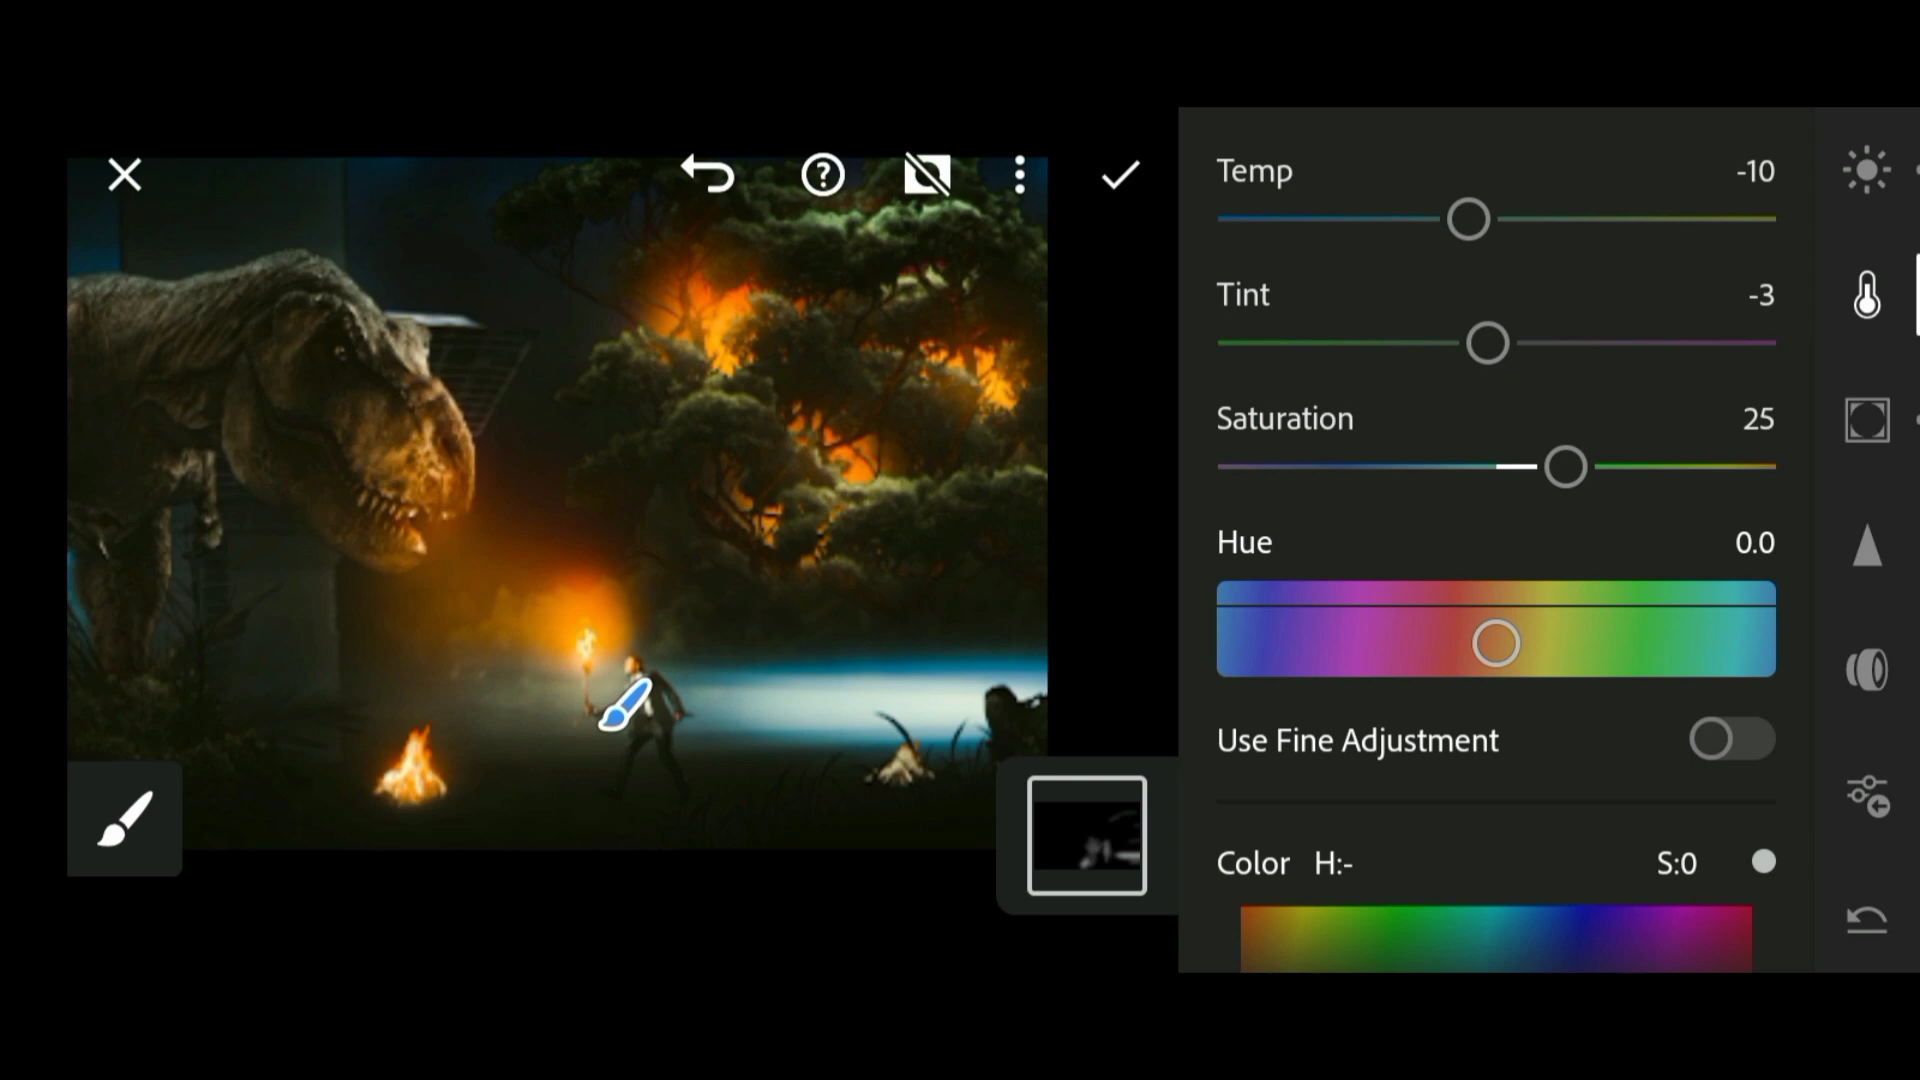 Temp -10
Tint -3
Saturation 25
Hue 0.0
Use Fine Adjustment
Color H:- S:0